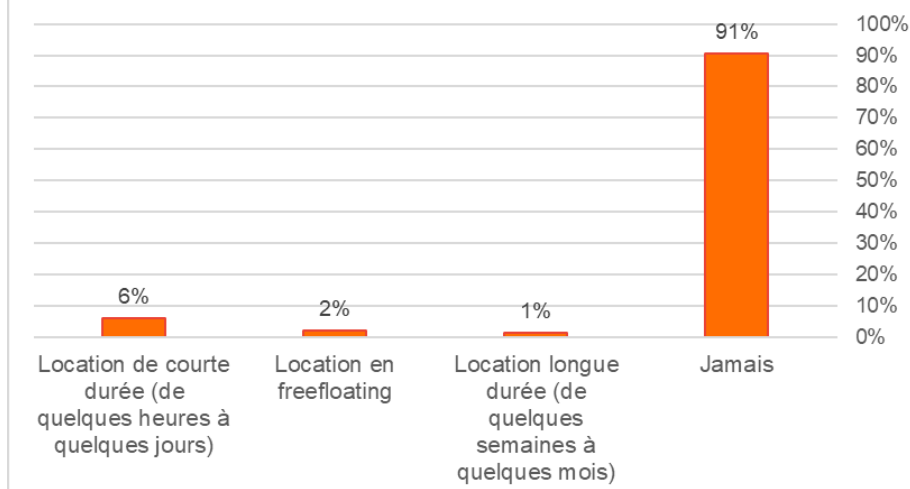 100%
91%
90%
80%
70%
60%
50%
40%
30%
20%
6%
2%
1%
10%
0%
Location de courte
durée (de
quelques heures à
quelques jours)
Location en
freefloating
Location longue
durée (de
quelques
semaines à
quelques mois)
Jamais